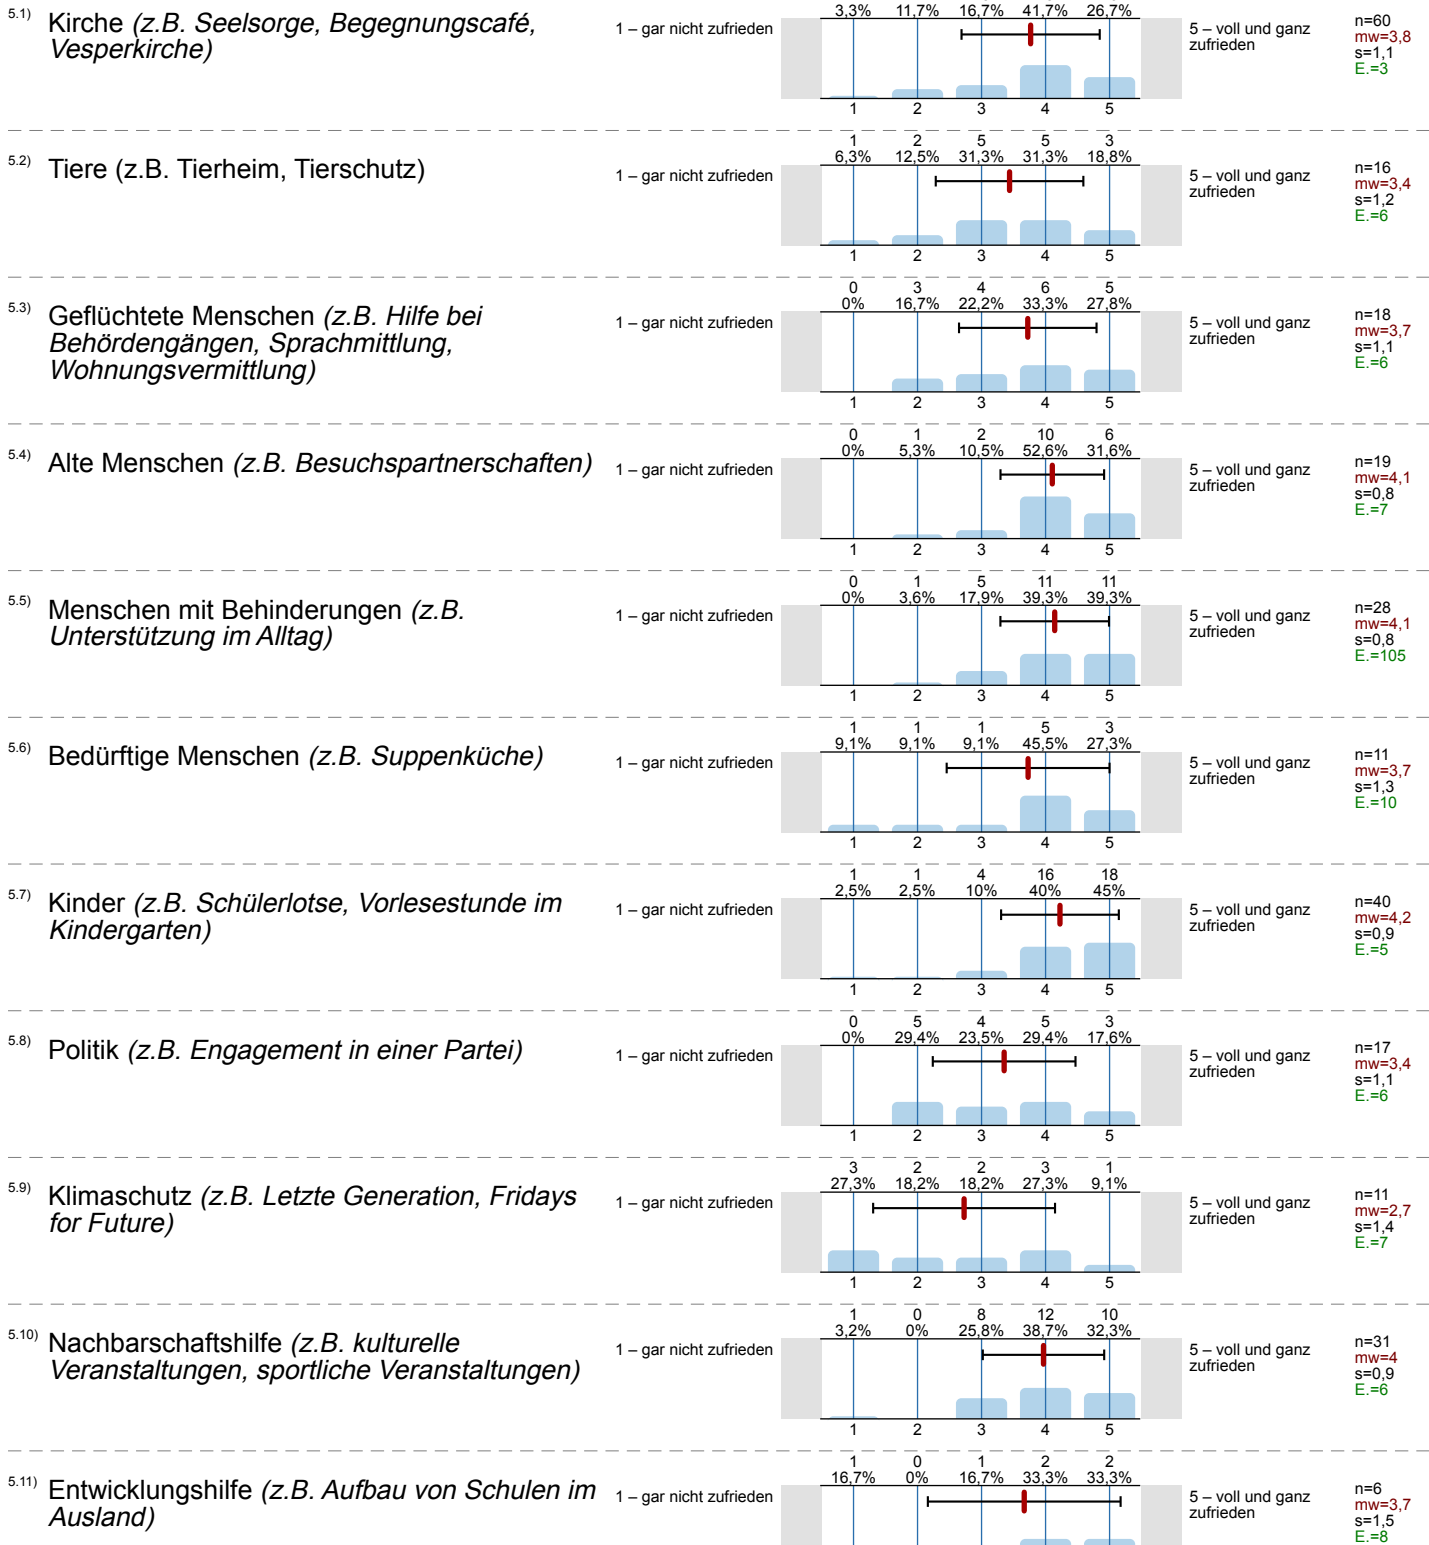 5.1) Kirche (z.B. Seelsorge, Begegnungscafé,
Vesperkirche)
1 – gar nicht zufrieden
3,3% 11,7% 16,7% 41,7% 26,7%
1 2 3 4 5
5 – voll und ganz
zufrieden
n=60
mw=3,8
s=1,1
E.=3
5.2) Tiere (z.B. Tierheim, Tierschutz)
1 – gar nicht zufrieden
1 2 5 5 3
6,3% 12,5% 31,3% 31,3% 18,8%
1 2 3 4 5
5 – voll und ganz
zufrieden
n=16
mw=3,4
s=1,2
E.=6
5.3) Geflüchtete Menschen (z.B. Hilfe bei
Behördengängen, Sprachmittlung,
Wohnungsvermittlung)
1 – gar nicht zufrieden
0 3 4 6 5
0% 16,7% 22,2% 33,3% 27,8%
1 2 3 4 5
5 – voll und ganz
zufrieden
n=18
mw=3,7
s=1,1
E.=6
5.4) Alte Menschen (z.B. Besuchspartnerschaften)
1 – gar nicht zufrieden
0 1 2 10 6
0% 5,3% 10,5% 52,6% 31,6%
1 2 3 4 5
5 – voll und ganz
zufrieden
n=19
mw=4,1
s=0,8
E.=7
5.5) Menschen mit Behinderungen (z.B.
Unterstützung im Alltag)
1 – gar nicht zufrieden
0 1 5 11 11
0% 3,6% 17,9% 39,3% 39,3%
1 2 3 4 5
5 – voll und ganz
zufrieden
n=28
mw=4,1
s=0,8
E.=105
5.6) Bedürftige Menschen (z.B. Suppenküche)
1 – gar nicht zufrieden
1 1 1 5 3
9,1% 9,1% 9,1% 45,5% 27,3%
1 2 3 4 5
5 – voll und ganz
zufrieden
n=11
mw=3,7
s=1,3
E.=10
5.7) Kinder (z.B. Schülerlotse, Vorlesestunde im
Kindergarten)
1 – gar nicht zufrieden
1 1 4 16 18
2,5% 2,5% 10% 40% 45%
1 2 3 4 5
5 – voll und ganz
zufrieden
n=40
mw=4,2
s=0,9
E.=5
5.8) Politik (z.B. Engagement in einer Partei)
1 – gar nicht zufrieden
0 5 4 5 3
0% 29,4% 23,5% 29,4% 17,6%
1 2 3 4 5
5 – voll und ganz
zufrieden
n=17
mw=3,4
s=1,1
E.=6
5.9) Klimaschutz (z.B. Letzte Generation, Fridays
for Future)
1 – gar nicht zufrieden
3 2 2 3 1
27,3% 18,2% 18,2% 27,3% 9,1%
1 2 3 4 5
5 – voll und ganz
zufrieden
n=11
mw=2,7
s=1,4
E.=7
5.10) Nachbarschaftshilfe (z.B. kulturelle
Veranstaltungen, sportliche Veranstaltungen)
1 – gar nicht zufrieden
1 0 8 12 10
3,2% 0% 25,8% 38,7% 32,3%
1 2 3 4 5
5 – voll und ganz
zufrieden
n=31
mw=4
s=0,9
E.=6
5.11) Entwicklungshilfe (z.B. Aufbau von Schulen im
Ausland)
1 – gar nicht zufrieden
1 0 1 2 2
16,7% 0% 16,7% 33,3% 33,3%
5 – voll und ganz
zufrieden
n=6
mw=3,7
s=1,5
E.=8